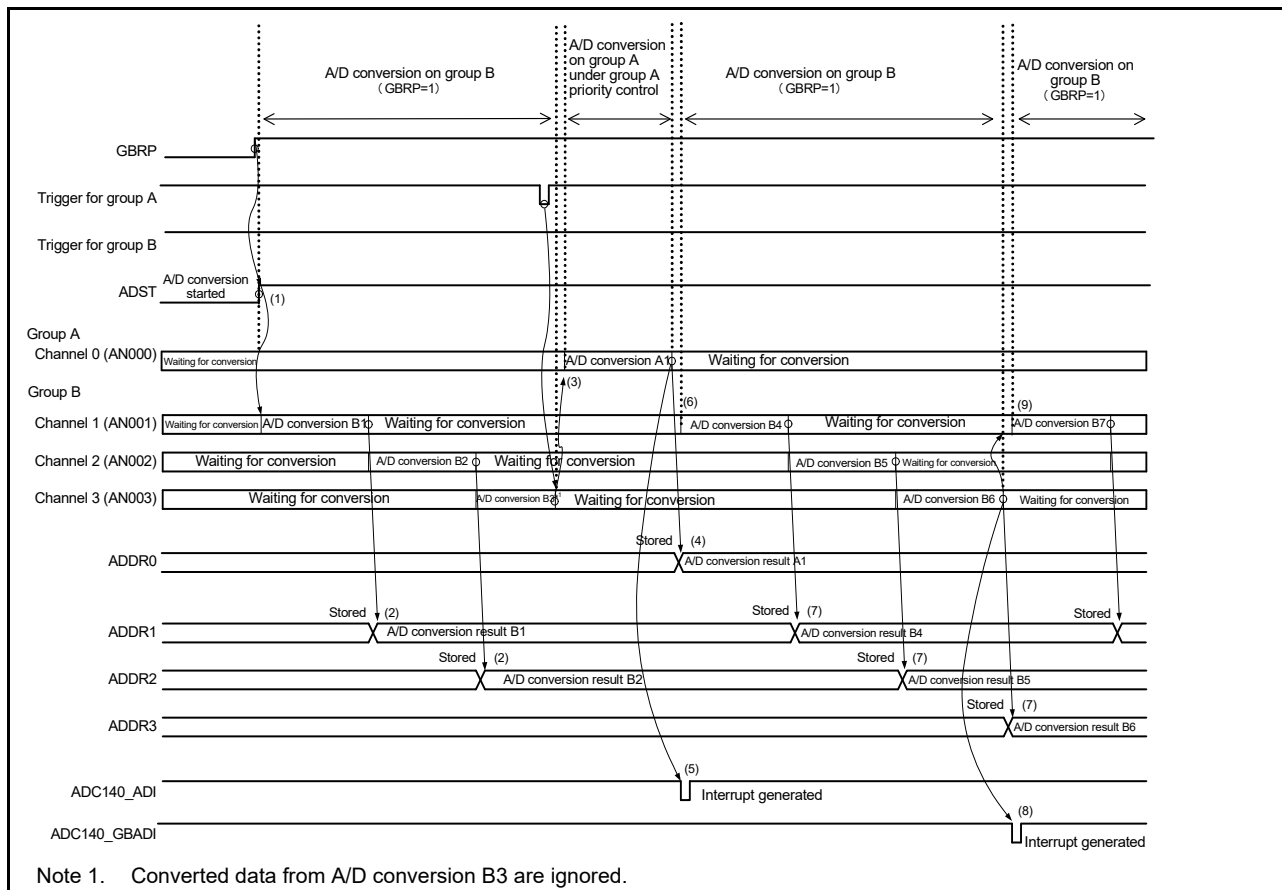 A/D conversion on group B
(GBRP=1)
A/D conversion
on group A
under group A
priority control
A/D conversion on group B
(GBRP=1)
A/D conversion on
group B
(GBRP=1)
GBRP
Trigger for group A
Trigger for group B
A/D conversion
started
ADST
(1)
Group A
Channel 0 (AN000)
Waiting for conversion
A/D conversion A1
Waiting for conversion
(3)
Group B
(6)
(9)
Channel 1 (AN001)
Waiting for conversion
A/D conversion B1
Waiting for conversion
A/D conversion B4
Waiting for conversion
A/D conversion B7
Channel 2 (AN002)
Waiting for conversion
A/D conversion B2
Waiting for conversion
A/D conversion B5
Waiting for conversion
Channel 3 (AN003)
Waiting for conversion
A/D conversion B3*1
Waiting for conversion
A/D conversion B6
Waiting for conversion
Stored (4)
ADDR0
A/D conversion result A1
Stored (2)
Stored (7)
Stored
ADDR1
A/D conversion result B1
A/D conversion result B4
Stored (2)
Stored (7)
ADDR2
A/D conversion result B2
A/D conversion result B5
Stored (7)
ADDR3
A/D conversion result B6
(5)
ADC140_ADI
Interrupt generated
(8)
ADC140_GBADI
Interrupt generated
Note 1. Converted data from A/D conversion B3 are ignored.